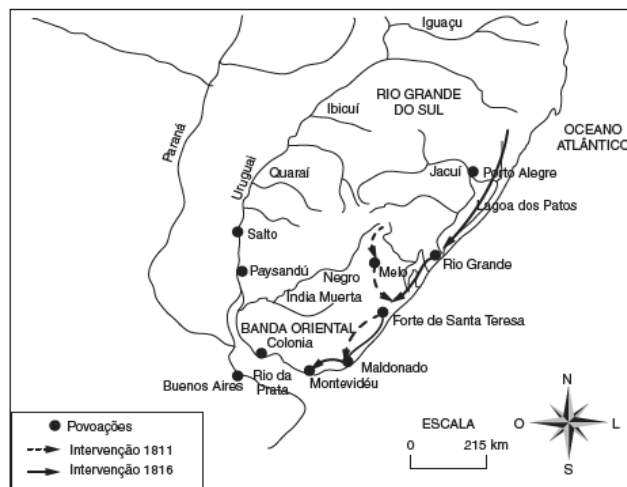 Iguaçu
RIO GRANDE
DO SUL
OCEANO
ATLÂNTICO
Ibicuí
Paraná
Uruguai
Quaraí
Jacuí
Porto Alegre
Lagoa dos Patos
Salto
Negro
Melo
Rio Grande
Paysandú
India Muerta
Forte de Santa Teresa
BANDA ORIENTAL
Colonia
Maldonado
Buenos Aires
Rio da
Prata
Montevidéu
Povoações
Intervenção 1811
Intervenção 1816
ESCALA
0 215 km
N
O L
S